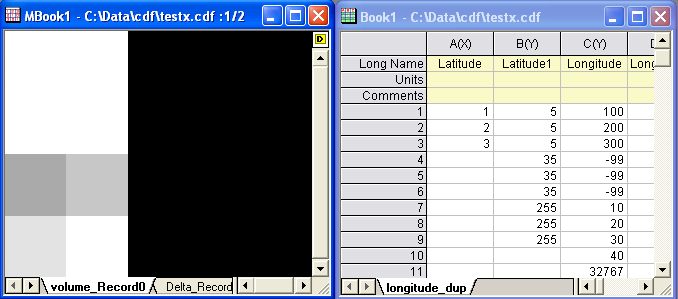 MBook1 - C:\Data\cdf\testx.cdf :1/2
D
volume_Record0 Delta_Record
Book1 - C:\Data\cdf\testx.cdf
A(X) B(Y) C(Y) D
Long Name Latitude Latitude1 Longitude Long
Units
Comments
1 1 5 100
2 2 5 200
3 3 5 300
4 35 -99
5 35 -99
6 35 -99
7 255 10
8 255 20
9 255 30
10 40
11 32767
longitude_dup